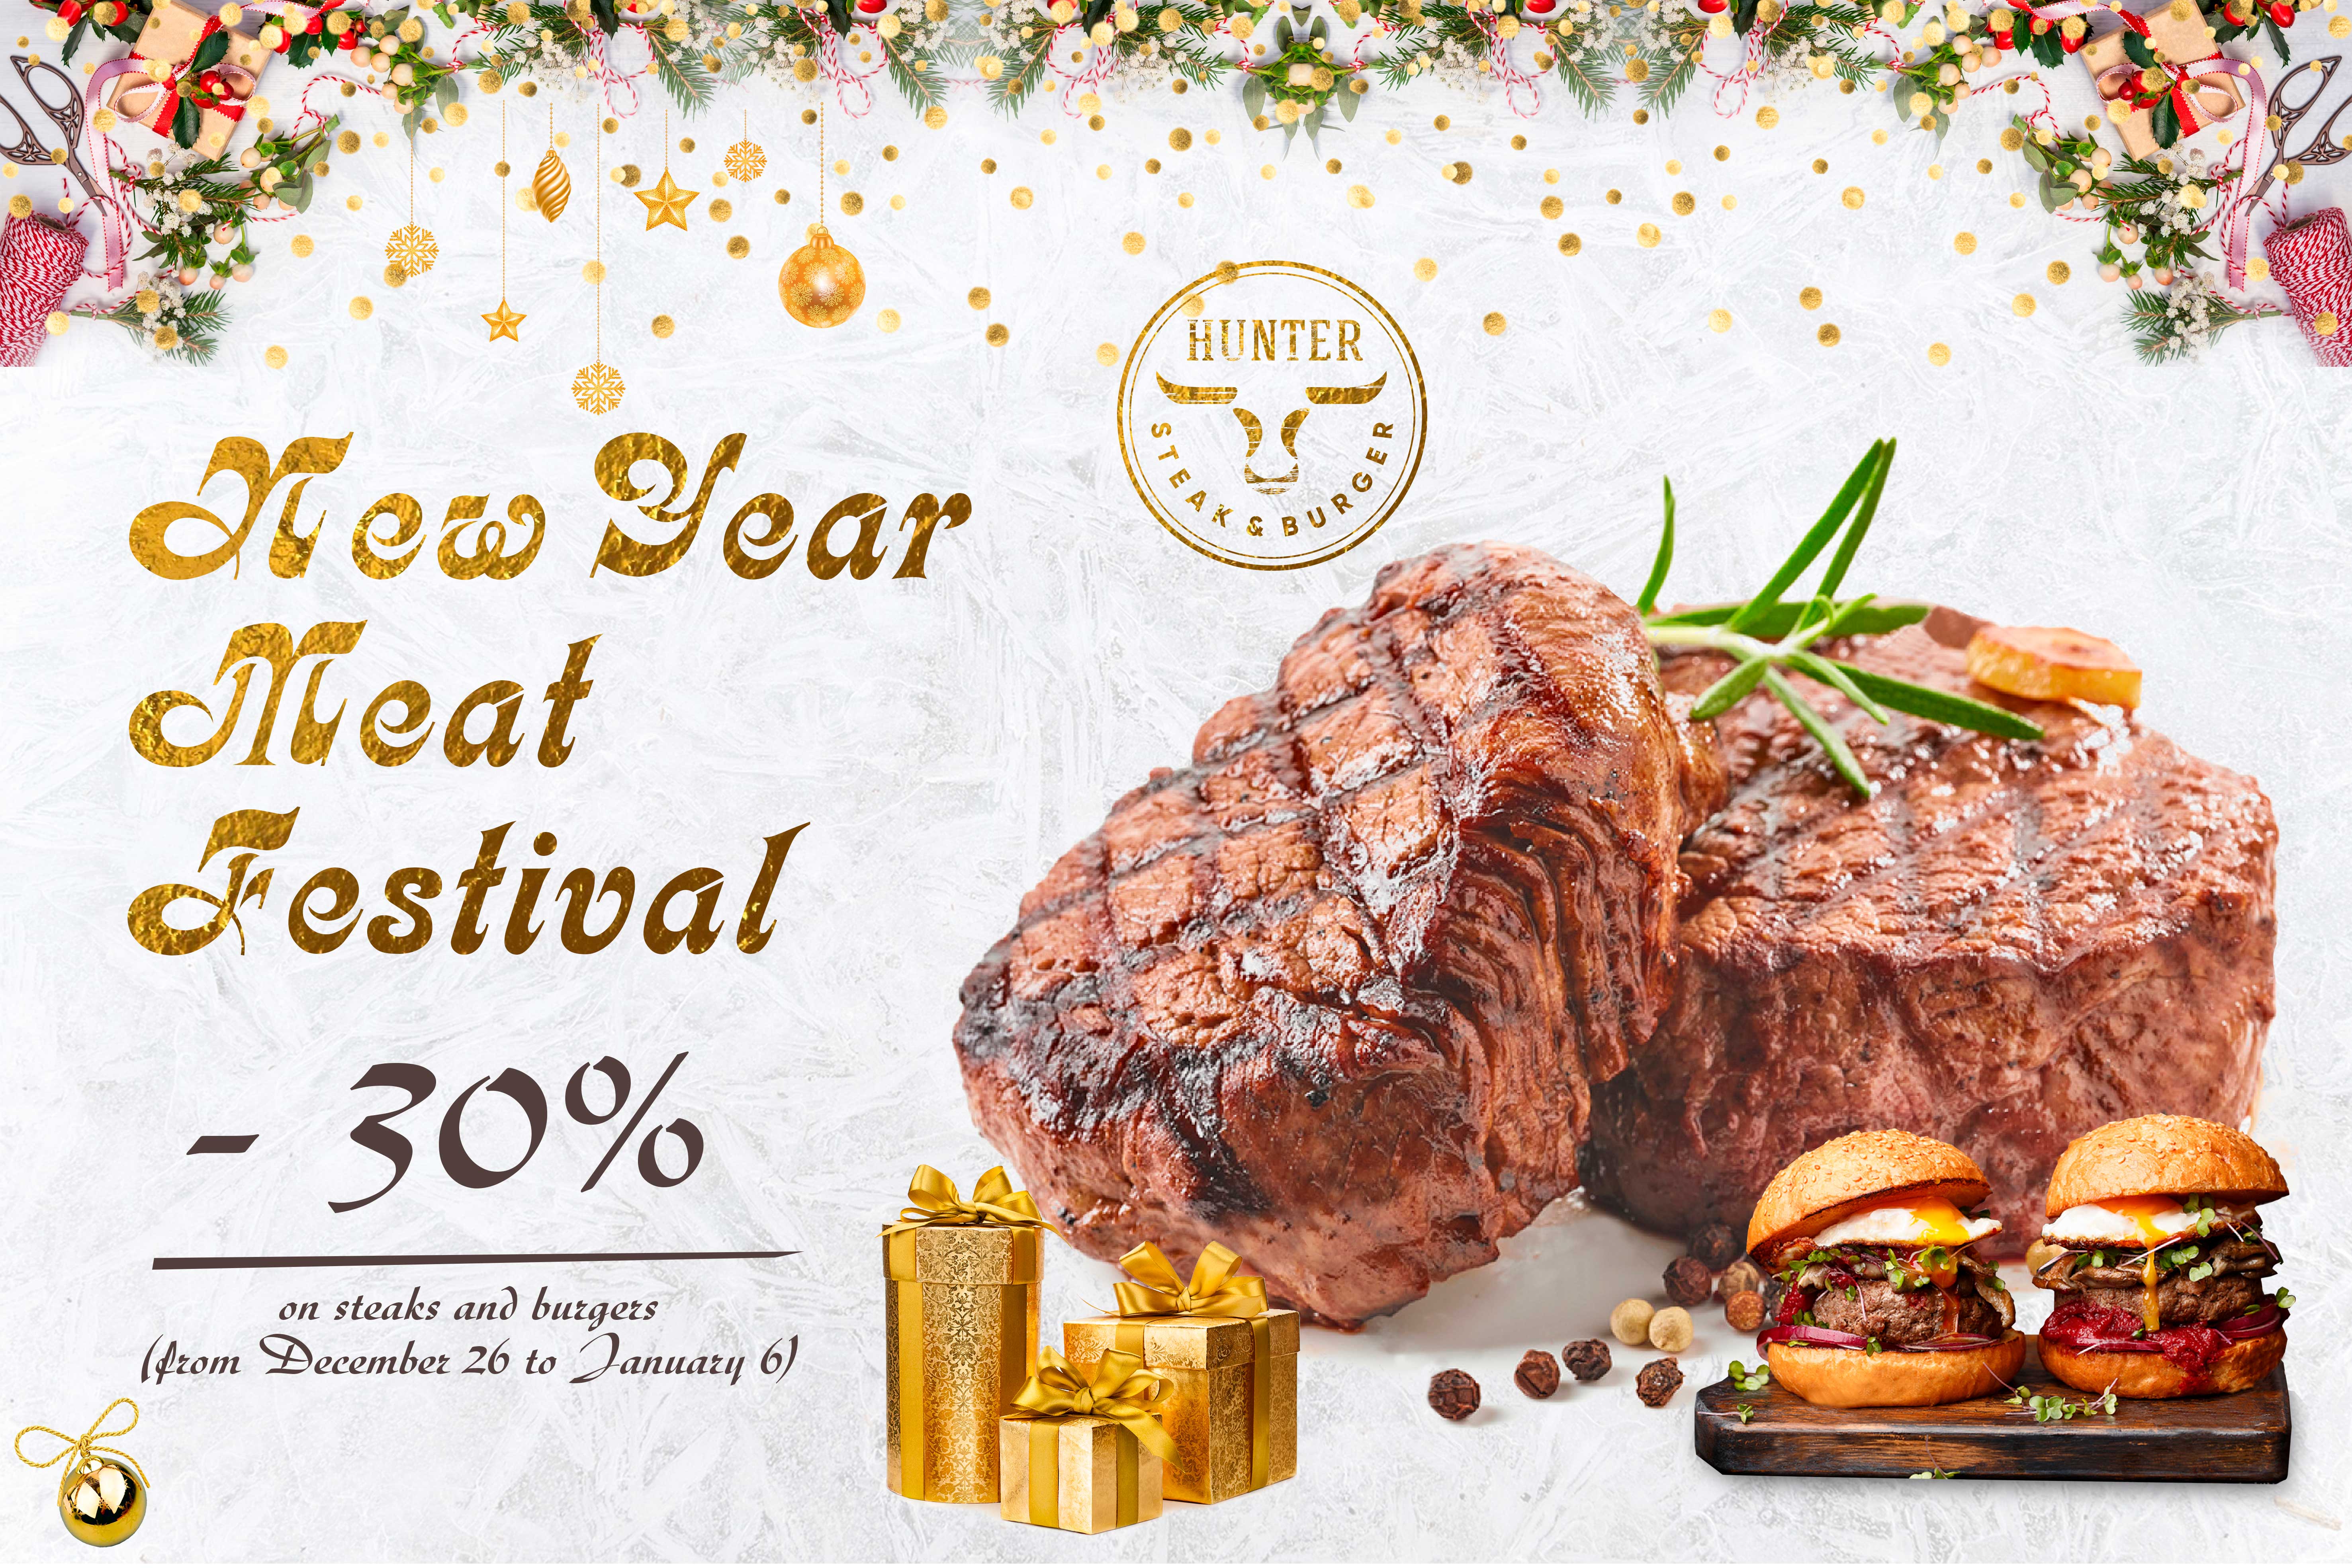 HUNTER
STEAK & BURGER
New Year
Meat
Festival
- 30%
on steaks and burgers
(from December 26 to January 6)